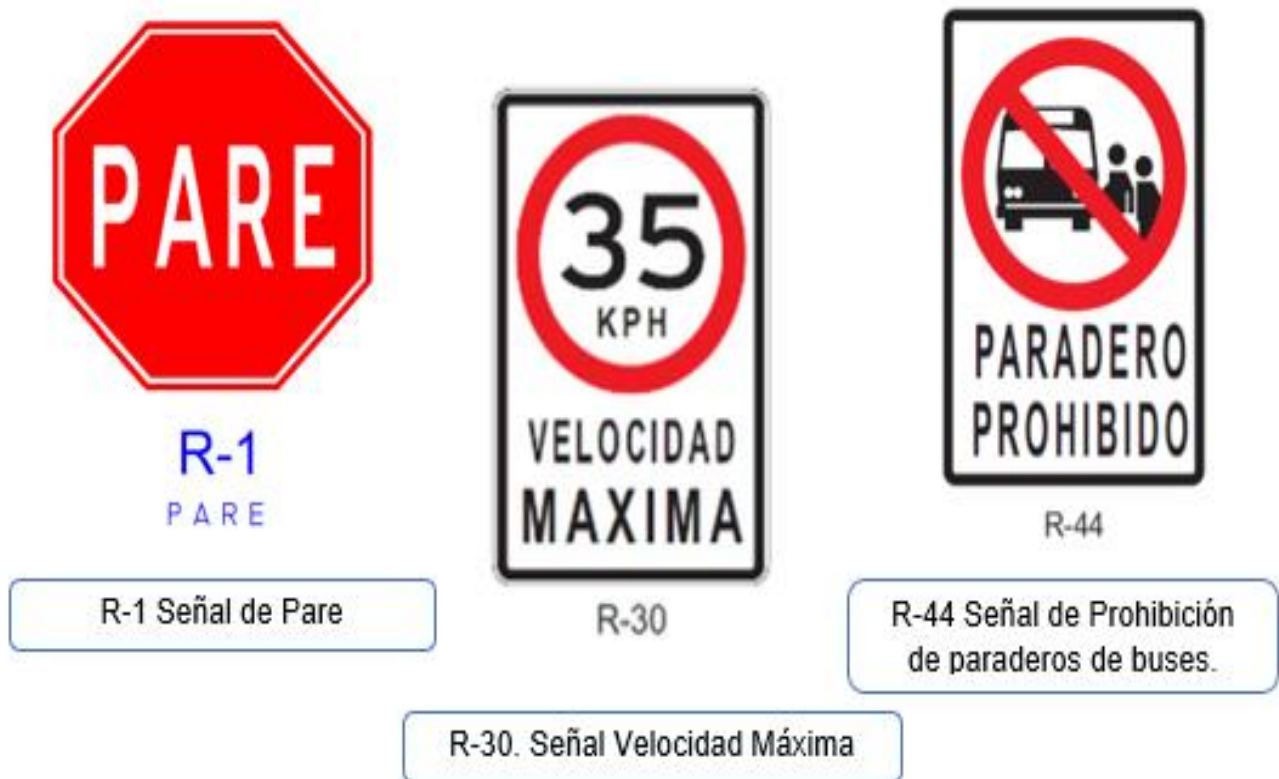 PARE
R-1
PARE
R-1 Señal de Pare
35
KPH
VELOCIDAD
MAXIMA
R-30
R-30. Señal Velocidad Máxima
PARADERO
PROHIBIDO
R-44
R-44 Señal de Prohibición
de paraderos de buses.